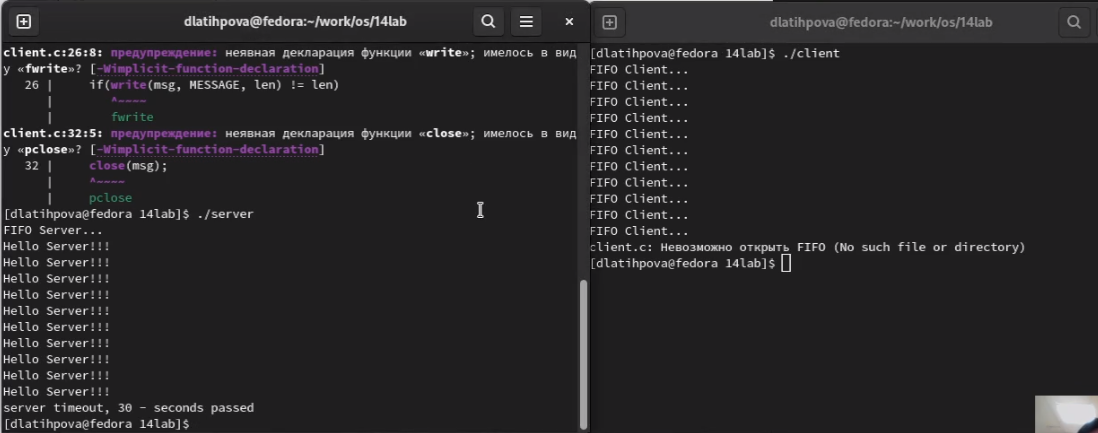 dlatihpova@fedora:~/work/os/14lab
client.c:26:8: предупреждение: неявная декларация функции «write»; имелось в вид
у «fwrite»? [-Wimplicit-function-declaration]
26 |     if(write(msg, MESSAGE, len) != len)
|        ^~~~~
|        fwrite
client.c:32:5: предупреждение: неявная декларация функции «close»; имелось в вид
у «pclose»? [-Wimplicit-function-declaration]
32 |     close(msg);
|     ^~~~~
|     pclose
[dlatihpova@fedora 14lab]$ ./server
FIFO Server...
Hello Server!!!
Hello Server!!!
Hello Server!!!
Hello Server!!!
Hello Server!!!
Hello Server!!!
Hello Server!!!
Hello Server!!!
Hello Server!!!
Hello Server!!!
server timeout, 30 - seconds passed
[dlatihpova@fedora 14lab]$
dlatihpova@fedora:~/work/os/14lab
[dlatihpova@fedora 14lab]$ ./client
FIFO Client...
FIFO Client...
FIFO Client...
FIFO Client...
FIFO Client...
FIFO Client...
FIFO Client...
FIFO Client...
FIFO Client...
FIFO Client...
FIFO Client...
client.c: Невозможно открыть FIFO (No such file or directory)
[dlatihpova@fedora 14lab]$